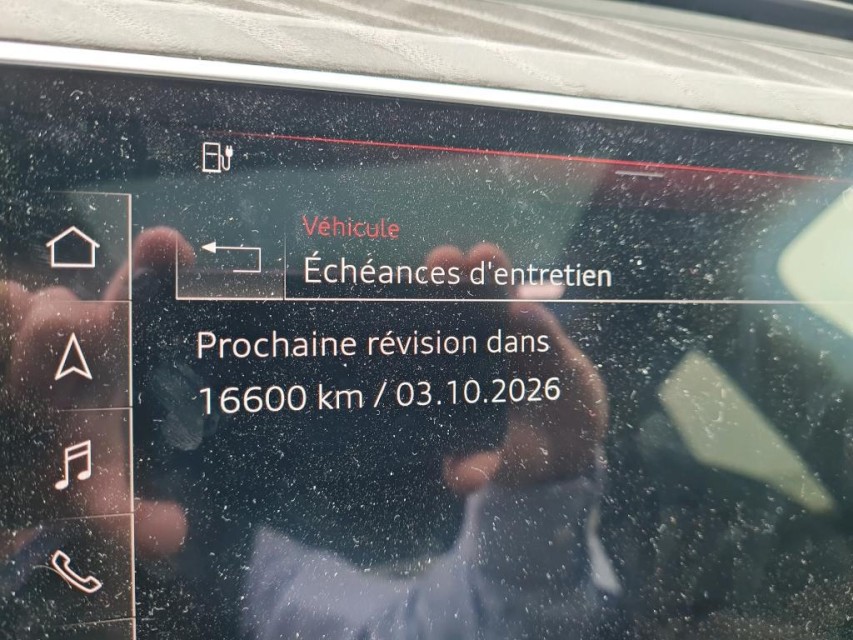 Véhicule
Échéances d'entretien
Prochaine révision dans
16600 km / 03.10.2026